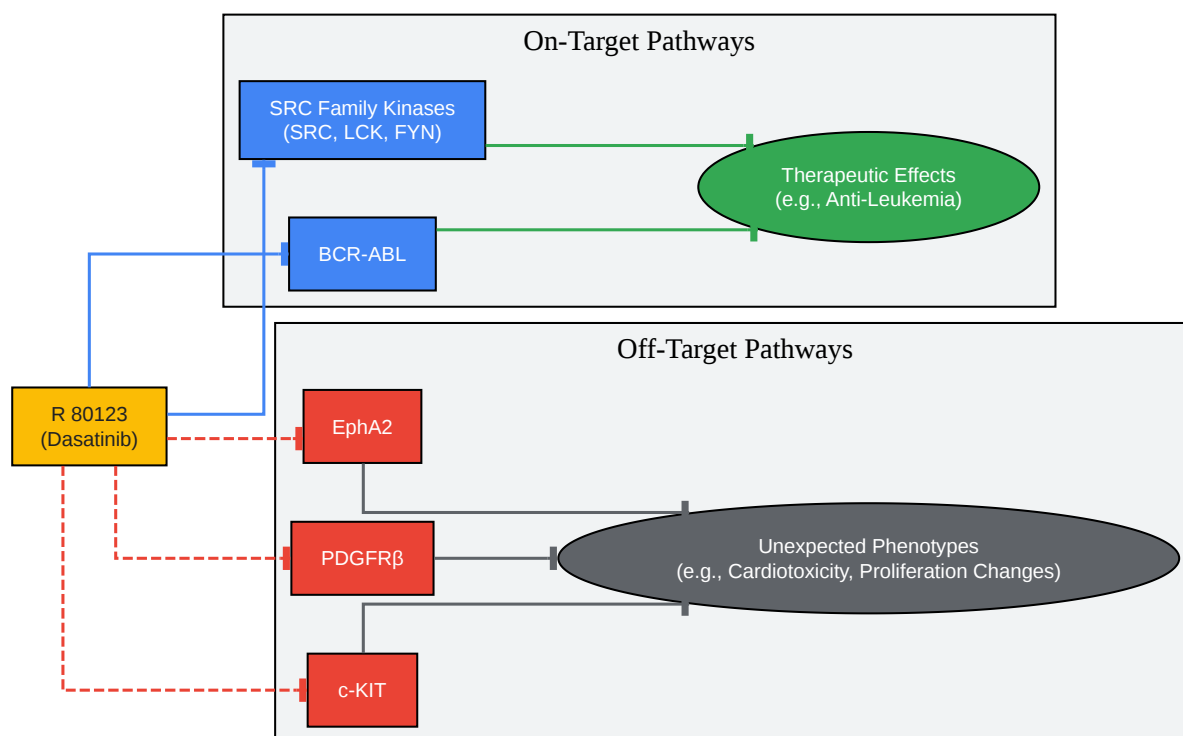 On-Target Pathways
SRC Family Kinases
(SRC, LCK, FYN)
Therapeutic Effects
(e.g., Anti-Leukemia)
BCR-ABL
Off-Target Pathways
R 80123
(Dasatinib)
EphA2
PDGFRβ
Unexpected Phenotypes
(e.g., Cardiotoxicity, Proliferation Changes)
c-KIT